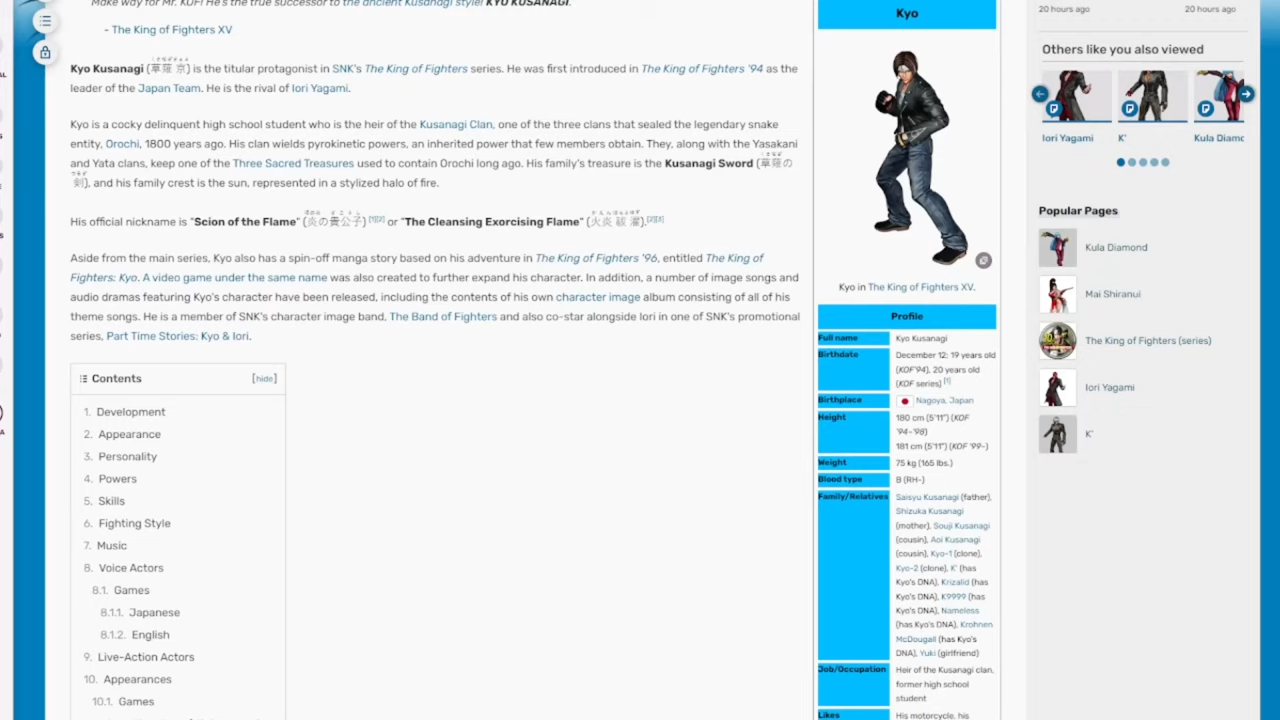 Make way for Mr. KOF! He's the true successor to the ancient Kusanagi style! KYO KUSANAGI.
- The King of Fighters XV
Kyo Kusanagi (草薙 京) is the titular protagonist in SNK's The King of Fighters series. He was first introduced in The King of Fighters '94 as the
leader of the Japan Team. He is the rival of Iori Yagami.
Kyo is a cocky delinquent high school student who is the heir of the Kusanagi Clan, one of the three clans that sealed the legendary snake
entity, Orochi, 1800 years ago. His clan wields pyrokinetic powers, an inherited power that few members obtain. They, along with the Yasakani
and Yata clans, keep one of the Three Sacred Treasures used to contain Orochi long ago. His family's treasure is the Kusanagi Sword (草薙の
剣), and his family crest is the sun, represented in a stylized halo of fire.
His official nickname is "Scion of the Flame" (炎の貴公子) [1][2] or "The Cleansing Exorcising Flame" ( [2][3]
Aside from the main series, Kyo also has a spin-off manga story based on his adventure in The King of Fighters '96, entitled The King of
Fighters: Kyo. A video game under the same name was also created to further expand his character. In addition, a number of image songs and
audio dramas featuring Kyo's character have been released, including the contents of his own character image album consisting of all of his
theme songs. He is a member of SNK's character image band, The Band of Fighters and also co-star alongside Iori in one of SNK's promotional
series, Part Time Stories: Kyo & Iori.
Contents [hide]
1. Development
2. Appearance
3. Personality
4. Powers
5. Skills
6. Fighting Style
7. Music
8. Voice Actors
8.1. Games
8.1.1. Japanese
8.1.2. English
9. Live-Action Actors
10. Appearances
10.1. Games
Kyo
Kyo in The King of Fighters XV.
Profile
Full name Kyo Kusanagi
Birthdate December 12; 19 years old
(KOF'94), 20 years old
(KOF series) [1]
Birthplace Nagoya, Japan
Height 180 cm (5'11") (KOF
'94-'98)
181 cm (5'11") (KOF '99-)
Weight 75 kg (165 lbs.)
Blood type B (RH-)
Family/Relatives Saisyu Kusanagi (father),
Shizuka Kusanagi
(mother), Souji Kusanagi
(cousin), Aoi Kusanagi
(cousin), Kyo-1 (clone),
Kyo-2 (clone), K' (has
Kyo's DNA), Krizalid (has
Kyo's DNA), K9999 (has
Kyo's DNA), Nameless
(has Kyo's DNA), Krohnen
McDougall (has Kyo's
DNA), Yuki (girlfriend)
Job/Occupation Heir of the Kusanagi clan,
former high school
student
Likes His motorcycle, his
20 hours ago 20 hours ago
Others like you also viewed
Iori Yagami K' Kula Diamc
Popular Pages
Kula Diamond
Mai Shiranui
The King of Fighters (series)
Iori Yagami
K'